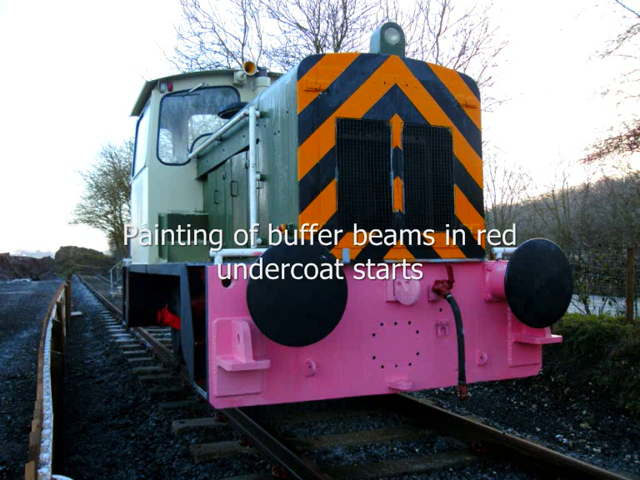 Painting of buffer beams in red
undercoat starts